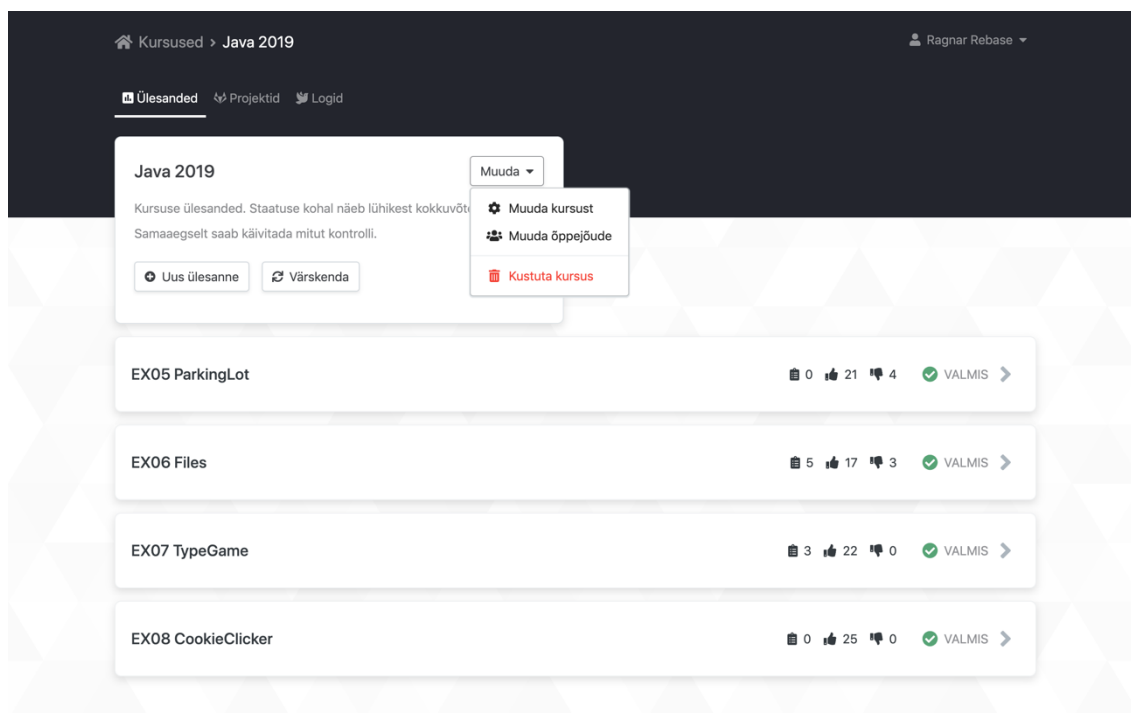 Kursused > Java 2019
Ragnar Rebase
Ülesanded Projektid Logid
Java 2019
Muuda
Kursuse ülesanded. Staatuse kohal näeb lühikest
Samaaegselt saab käivitada mitut kontrolli.
Muuda kursust
Muuda õppejõude
Kustuta kursus
Uus ülesanne
Värskenda
EX05 ParkingLot
0 21 4 VALMIS
EX06 Files
5 17 3 VALMIS
EX07 TypeGame
3 22 0 VALMIS
EX08 CookieClicker
0 25 0 VALMIS